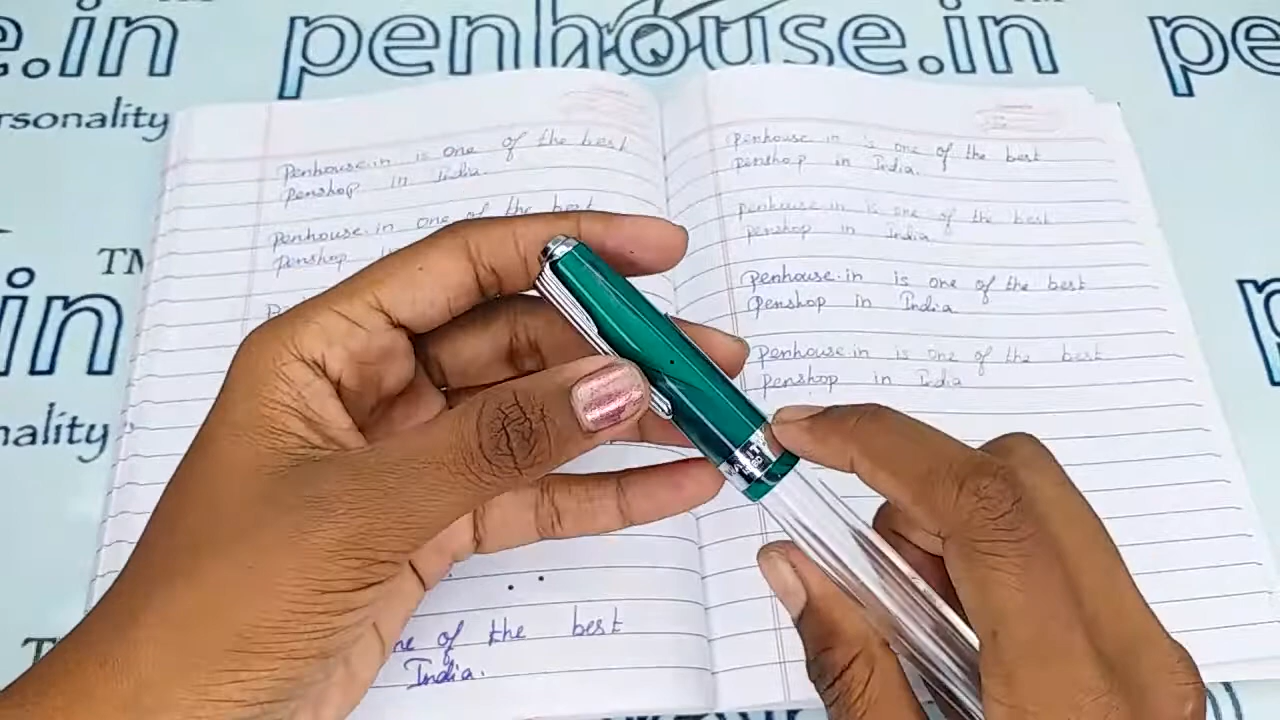 e.in penhouse.in pe
rsonality
TM
in
nality
Penhouse.in is one of the best
penshop in India.
Penhouse.in one of the best
penshop
ne of the best
India.
Penhouse.in is one of the best
penshop in India.
penhouse.in is one of the best
penshop in India.
penhouse.in is one of the best
penshop in India
penhouse.in is one of the best
penshop in India